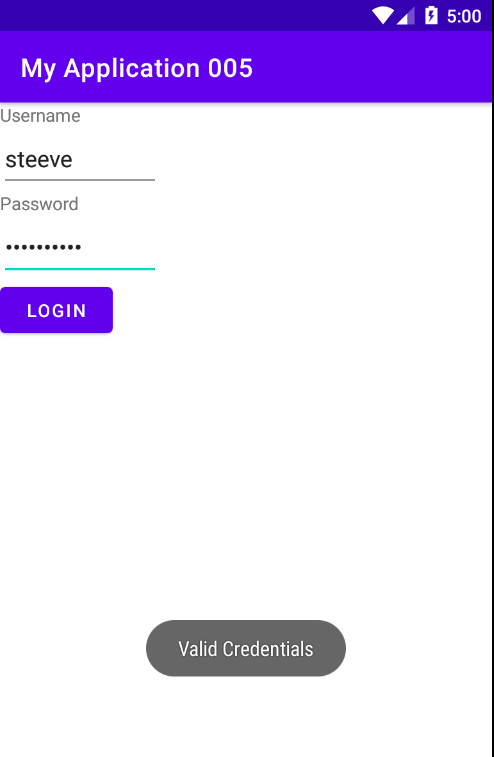 5:00
My Application 005
Username
steeve
Password
••••••••••
LOGIN
Valid Credentials